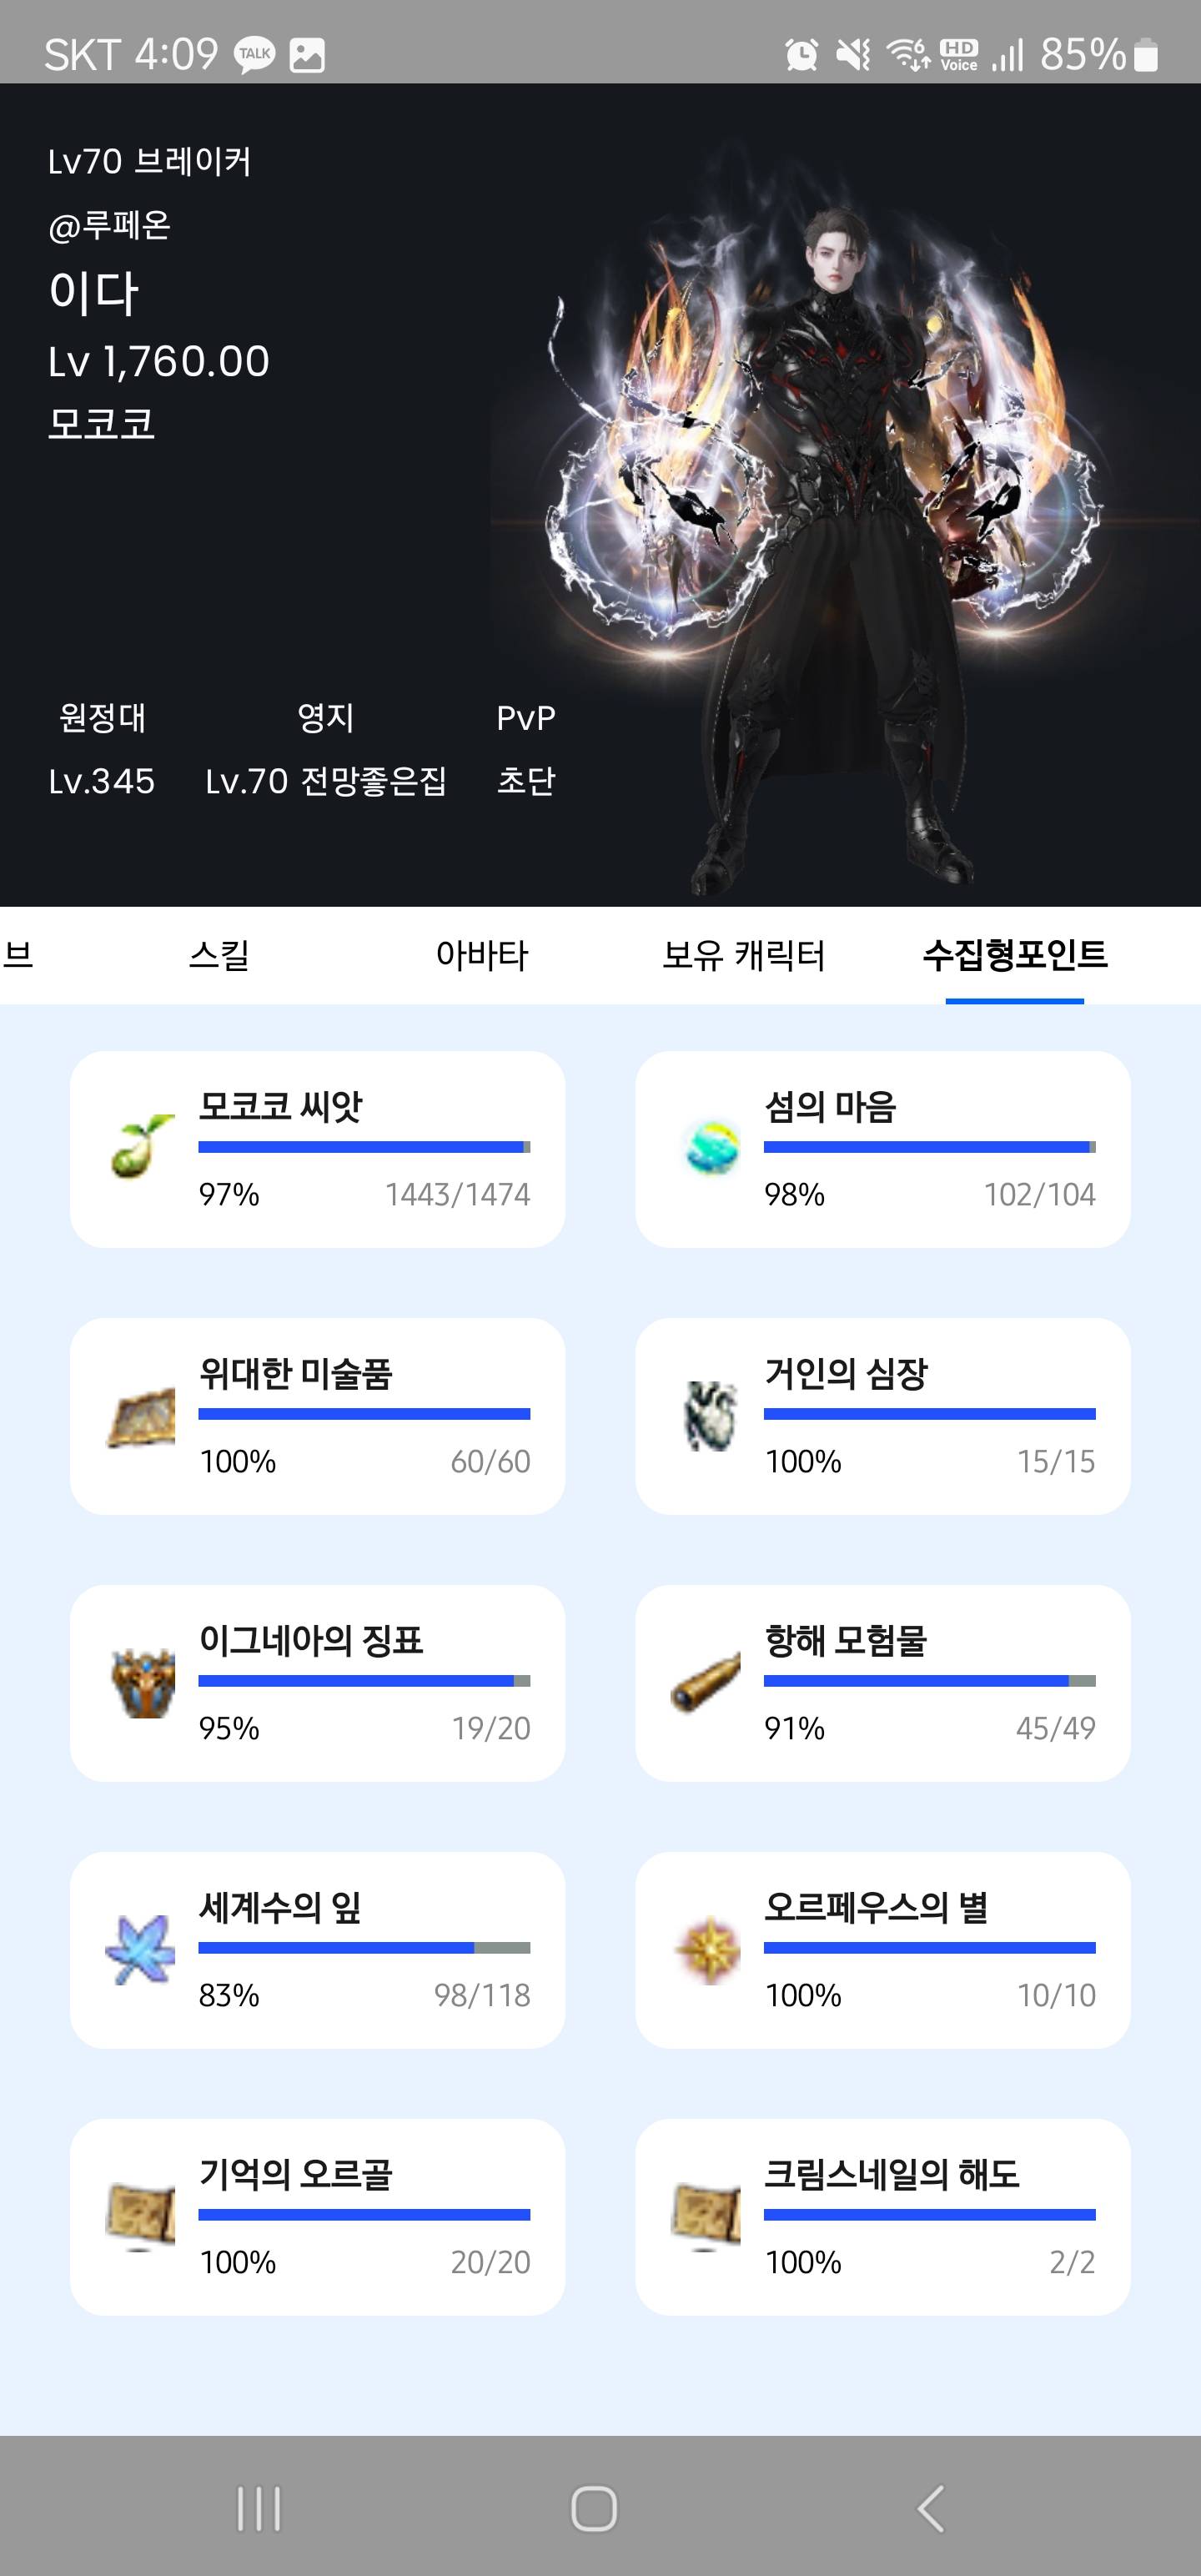 SKT 4:09 TALK 6 HD Voice 85%
Lv70 브레이커
@루페온
이다
Lv 1,760.00
모코코
원정대 영지 PvP
Lv.345 Lv.70 전망좋은집 초단
브 스킬 아바타 보유 캐릭터 수집형포인트
모코코 씨앗
97% 1443/1474
섬의 마음
98% 102/104
위대한 미술품
100% 60/60
거인의 심장
100% 15/15
이그네아의 징표
95% 19/20
항해 모험물
91% 45/49
세계수의 잎
83% 98/118
오르페우스의 별
100% 10/10
기억의 오르골
100% 20/20
크림스네일의 해도
100% 2/2